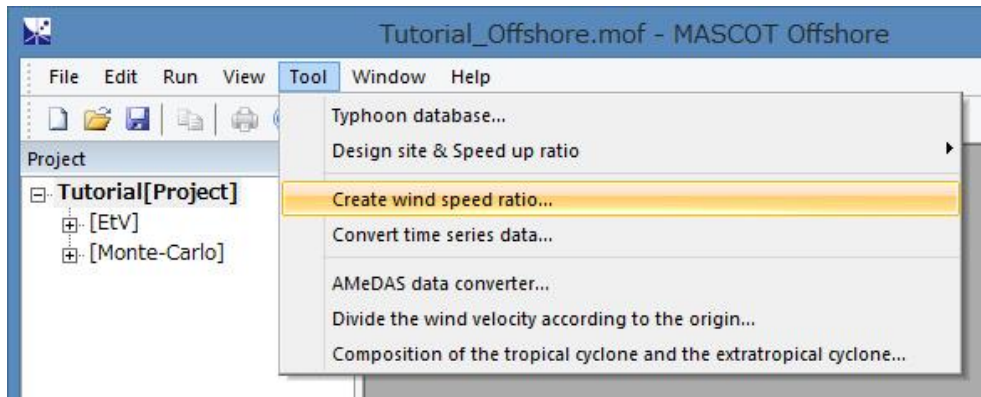 Tutorial_Offshore.mof - MASCOT Offshore
File Edit Run View Tool Window Help
Project
Tutorial[Project]
[EtV]
[Monte-Carlo]
Typhoon database...
Design site & Speed up ratio
Create wind speed ratio...
Convert time series data...
AMeDAS data converter...
Divide the wind velocity according to the origin...
Composition of the tropical cyclone and the extratropical cyclone...